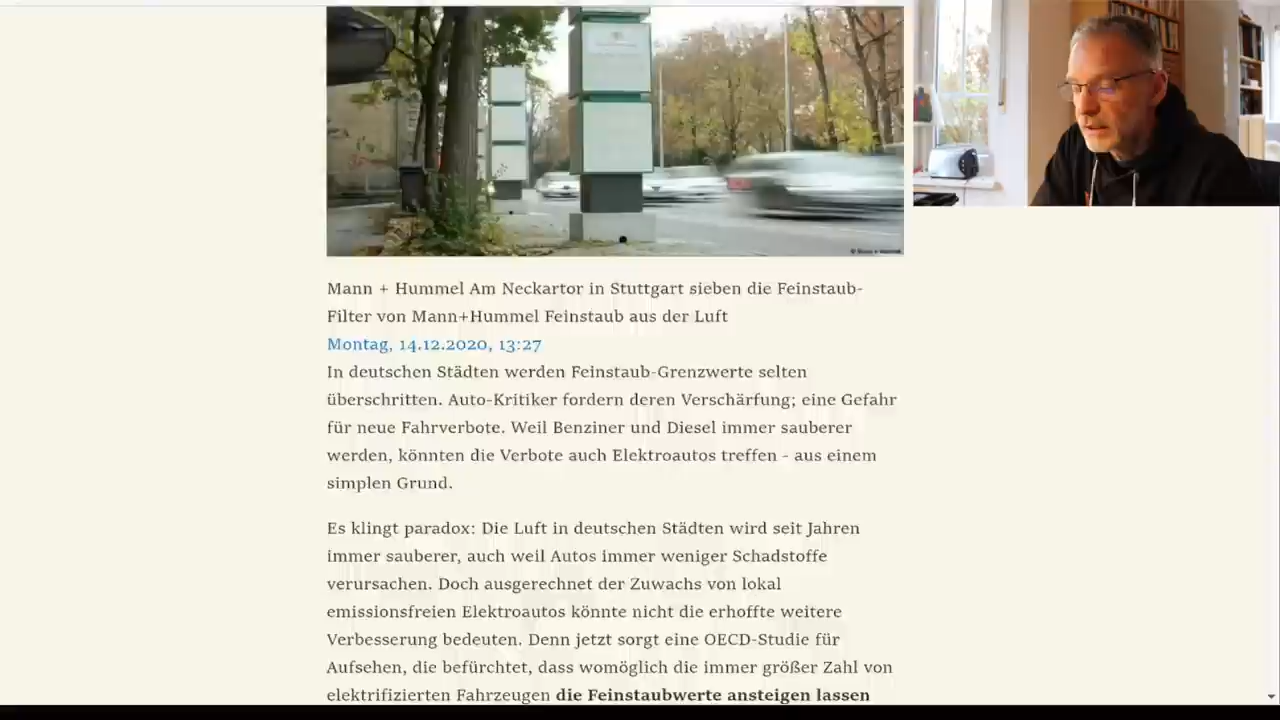 Mann + Hummel Am Neckartor in Stuttgart sieben die Feinstaub-
Filter von Mann+Hummel Feinstaub aus der Luft
Montag, 14.12.2020, 13:27
In deutschen Städten werden Feinstaub-Grenzwerte selten
überschritten. Auto-Kritiker fordern deren Verschärfung; eine Gefahr
für neue Fahrverbote. Weil Benziner und Diesel immer sauberer
werden, könnten die Verbote auch Elektroautos treffen - aus einem
simplen Grund.
Es klingt paradox: Die Luft in deutschen Städten wird seit Jahren
immer sauberer, auch weil Autos immer weniger Schadstoffe
verursachen. Doch ausgerechnet der Zuwachs von lokal
emissionsfreien Elektroautos könnte nicht die erhoffte weitere
Verbesserung bedeuten. Denn jetzt sorgt eine OECD-Studie für
Aufsehen, die befürchtet, dass womöglich die immer größer Zahl von
elektrifizierten Fahrzeugen die Feinstaubwerte ansteigen lassen